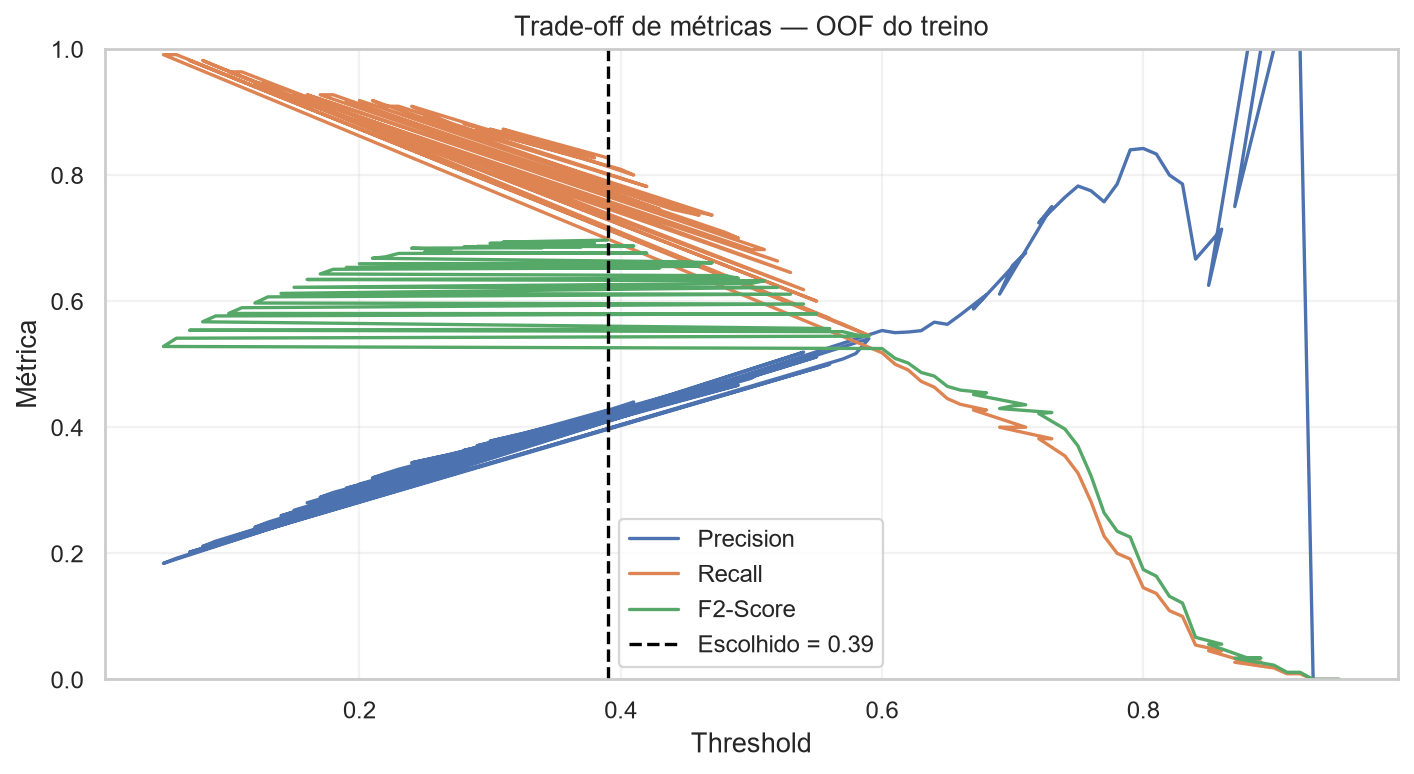 Trade-off de métricas — OOF do treino
Métrica
1.0
0.8
0.6
0.4
0.2
0.0
Precision
Recall
F2-Score
Escolhido = 0.39
0.2
0.4
0.6
0.8
Threshold